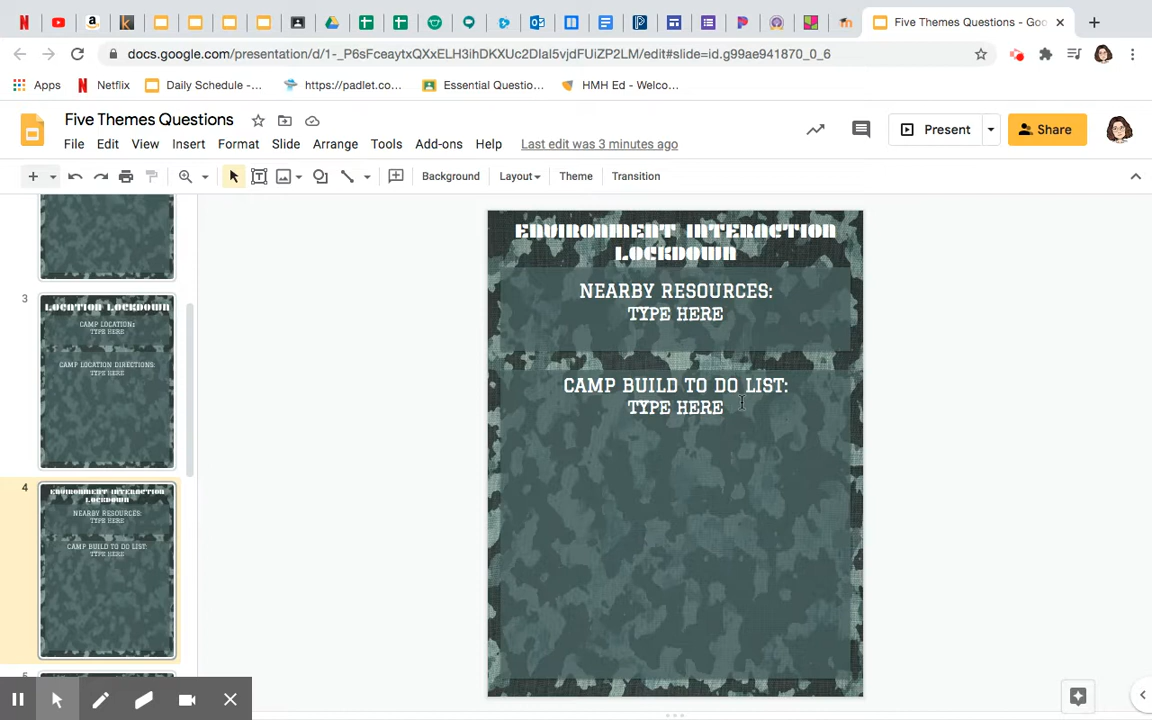 Five Themes Questions - Goo
docs.google.com/presentation/d/1-_P6sFceaytxQXxELH3ihDKXUc2DIaI5vjdFUiZP2LM/edit#slide=id.g99ae941870_0_6
Apps Netflix Daily Schedule -... https://padlet.co... Essential Questio... HMH Ed - Welco...
Five Themes Questions
Present
Share
File Edit View Insert Format Slide Arrange Tools Add-ons Help Last edit was 3 minutes ago
Background Layout Theme Transition
3
LOCATION LOCKDOWN
CAMP LOCATION:
TYPE HERE
CAMP LOCATION DIRECTIONS:
TYPE HERE
4
ENVIRONMENT INTERACTION
LOCKDOWN
NEARBY RESOURCES:
TYPE HERE
CAMP BUILD TO DO LIST:
TYPE HERE
5
ENVIRONMENT INTERACTION
LOCKDOWN
NEARBY RESOURCES:
TYPE HERE
CAMP BUILD TO DO LIST:
TYPE HERE